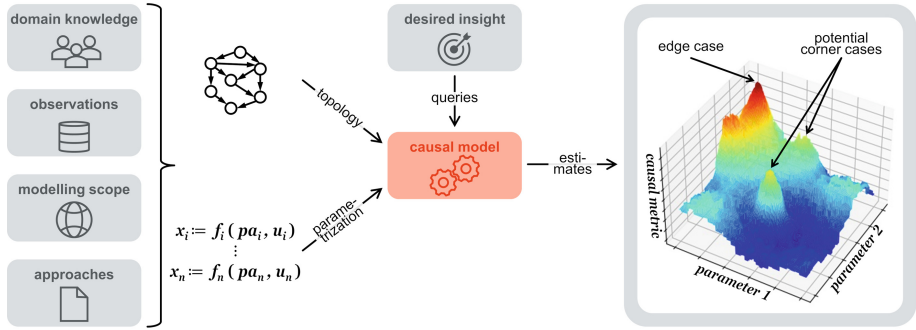 domain knowledge
observations
modelling scope
approaches
topology
xᵢ := fᵢ ( paᵢ , uᵢ )
⋮
xₙ := fₙ ( paₙ , uₙ )
parame-
trization
desired insight
queries
causal model
esti-
mates
edge case
potential
corner cases
causal metric
parameter 1
parameter 2